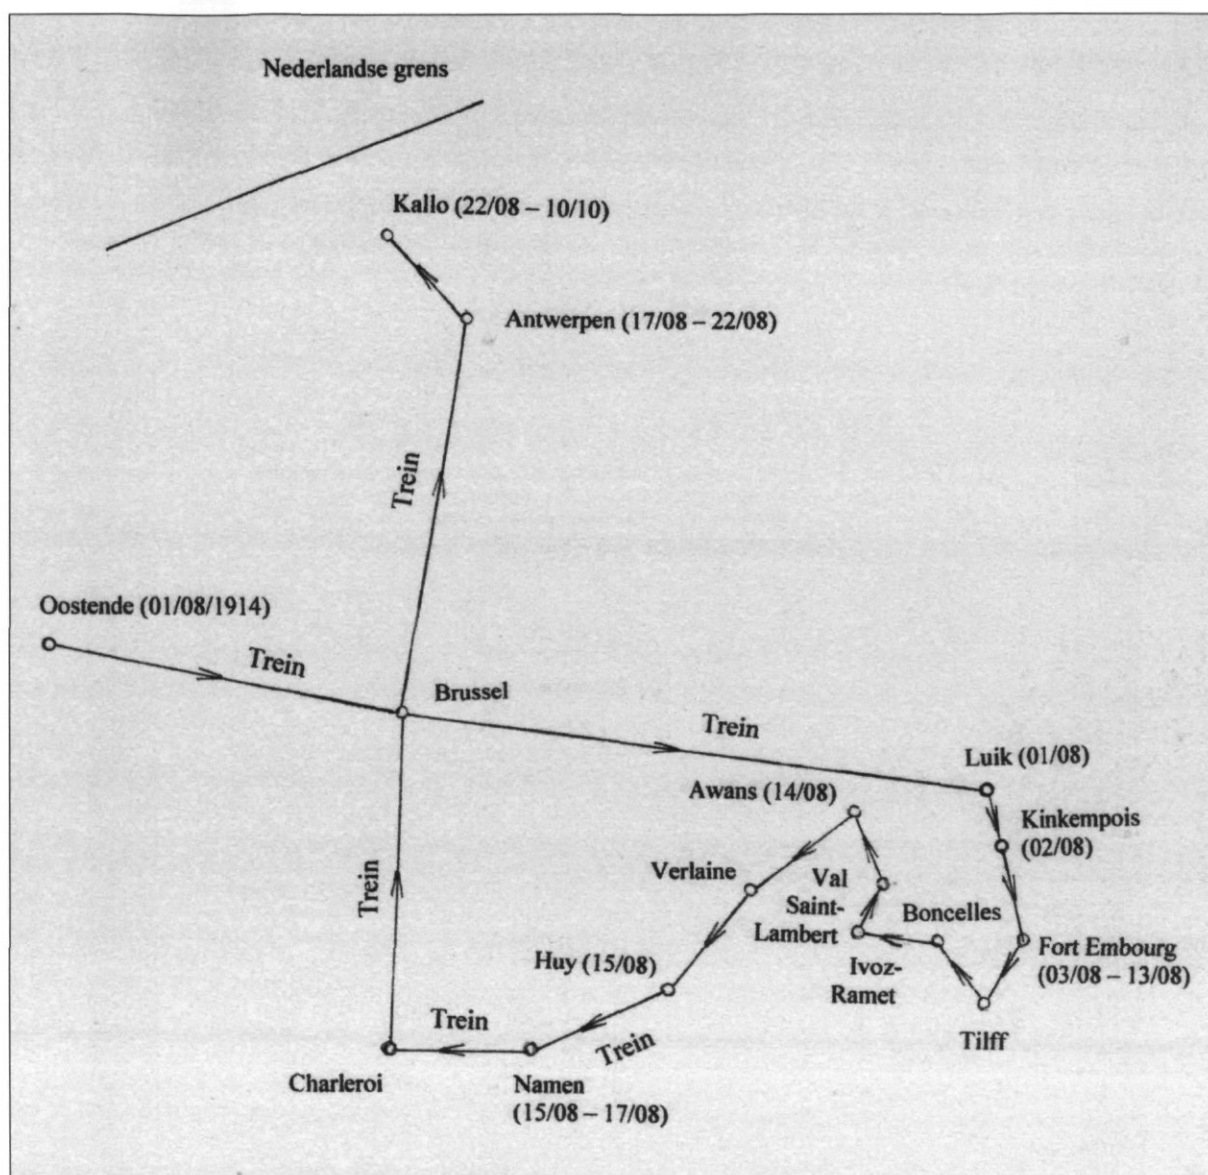 Nederlandse grens
Kallo (22/08 – 10/10)
Antwerpen (17/08 – 22/08)
Trein
Oostende (01/08/1914)
Trein
Brussel
Trein
Luik (01/08)
Awans (14/08)
Kinkempois
(02/08)
Verlaine
Val
Saint-
Lambert
Boncelles
Trein
Fort Embourg
(03/08 – 13/08)
Huy (15/08)
Ivoz-
Ramet
Trein
Trein
Tilff
Charleroi
Namen
(15/08 – 17/08)